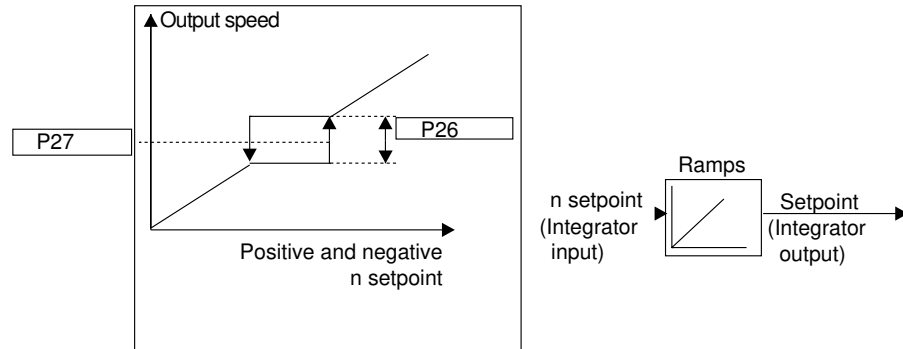 Output speed
P27
P26
Positive and negative
n setpoint
Ramps
n setpoint
(Integrator
input)
Setpoint
(Integrator
output)